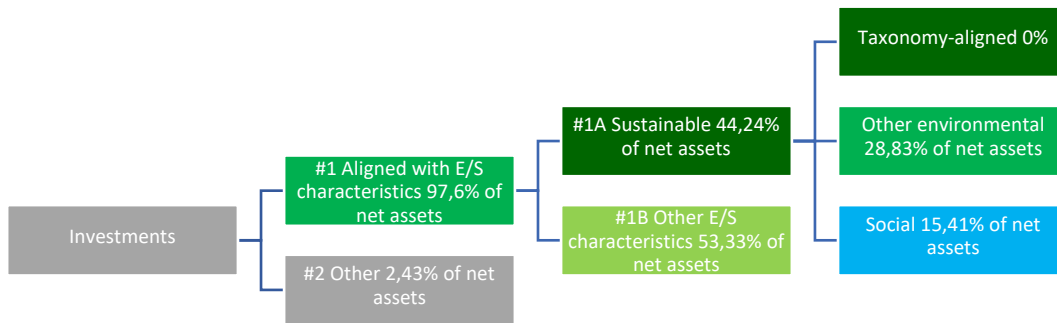 Investments
#1 Aligned with E/S
characteristics 97,6% of
net assets
#2 Other 2,43% of net
assets
#1A Sustainable 44,24%
of net assets
#1B Other E/S
characteristics 53,33% of
net assets
Taxonomy-aligned 0%
Other environmental
28,83% of net assets
Social 15,41% of net
assets